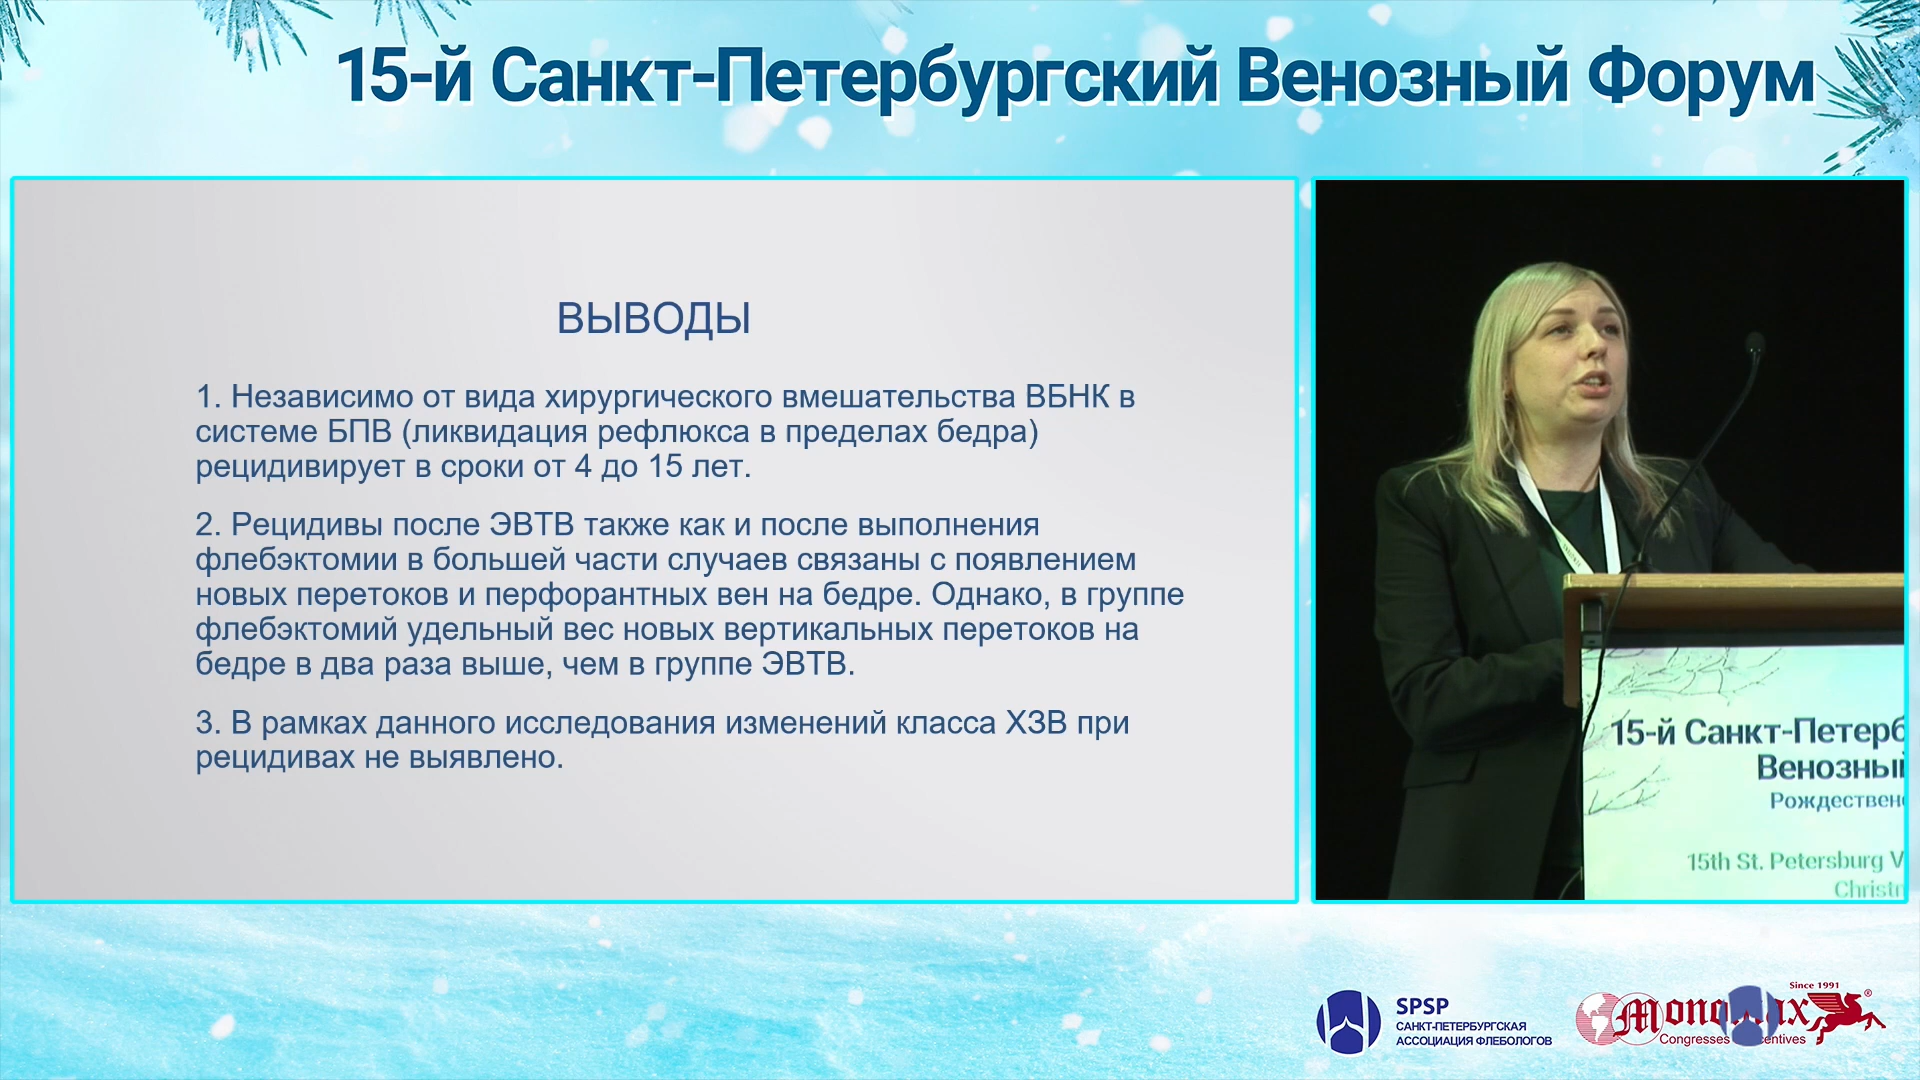 15-й Санкт-Петербургский Венозный Форум
ВЫВОДЫ
1. Независимо от вида хирургического вмешательства ВБНК в
системе БПВ (ликвидация рефлюкса в пределах бедра)
рецидивирует в сроки от 4 до 15 лет.
2. Рецидивы после ЭВТВ также как и после выполнения
флебэктомии в большей части случаев связаны с появлением
новых перетоков и перфорантных вен на бедре. Однако, в группе
флебэктомий удельный вес новых вертикальных перетоков на
бедре в два раза выше, чем в группе ЭВТВ.
3. В рамках данного исследования изменений класса ХЗВ при
рецидивах не выявлено.
15-й Санкт-Петерб
Венозны
Рождествен
15th St. Petersburg V
Christ
SPSP
САНКТ-ПЕТЕРБУРГСКАЯ
АССОЦИАЦИЯ ФЛЕБОЛОГОВ
Since 1991
®
Congresses